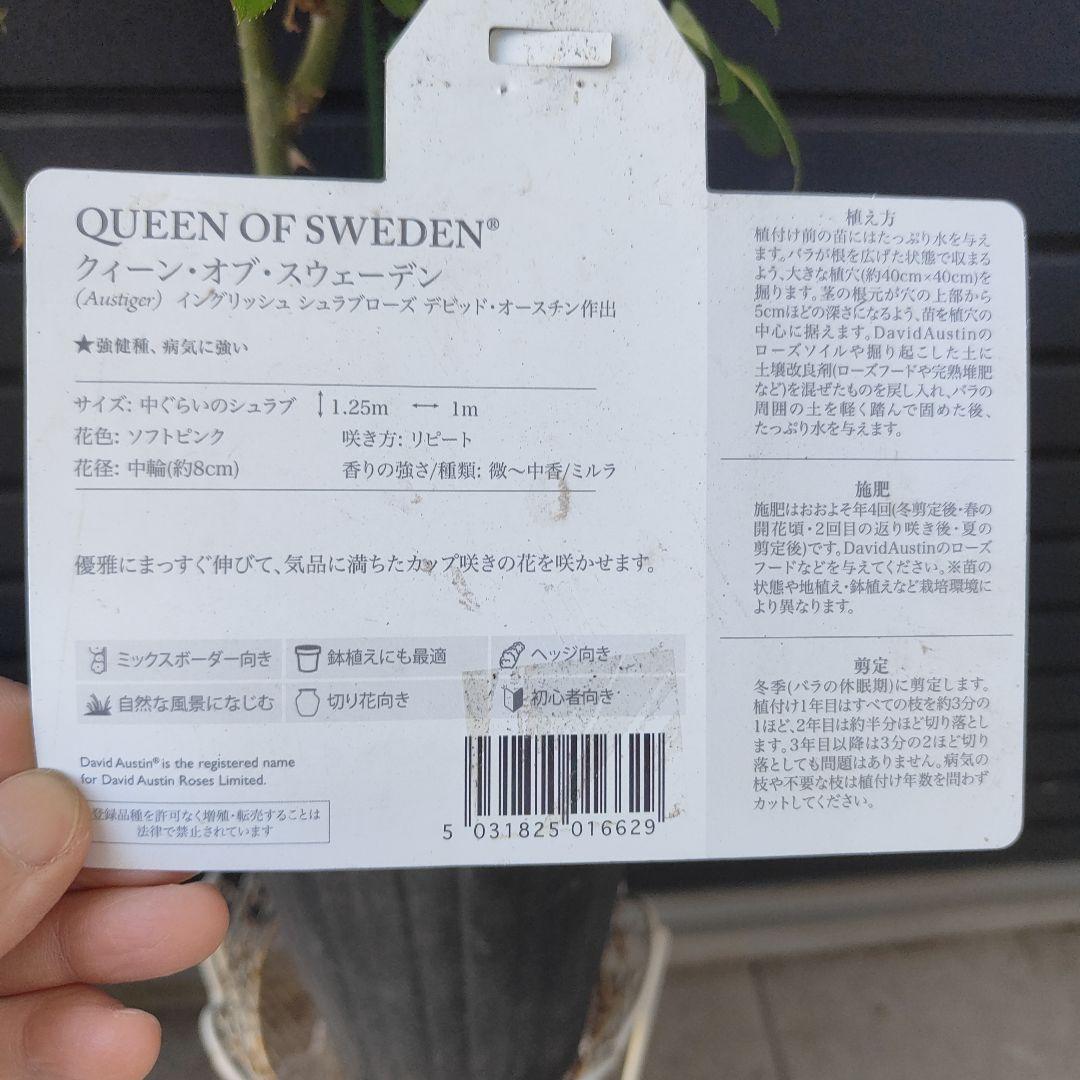 QUEEN OF SWEDEN®
クィーン・オブ・スウェーデン
(Austiger) イングリッシュ シュラブローズ デビッド・オースチン作出
★強健種、病気に強い
サイズ: 中ぐらいのシュラブ ↕1.25m ↔ 1m
花色: ソフトピンク 咲き方: リピート
花径: 中輪(約8cm) 香りの強さ/種類: 微〜中香/ミルラ
優雅にまっすぐ伸びて、気品に満ちたカップ咲きの花を咲かせます。
ミックスボーダー向き 鉢植えにも最適 ヘッジ向き
自然な風景になじむ 切り花向き 初心者向き
David Austin® is the registered name
for David Austin Roses Limited.
登録品種を許可なく増殖・転売することは
法律で禁止されています
5 031825 016629
植え方
植付け前の苗にはたっぷり水を与え
ます。バラが根を広げた状態で収まる
よう、大きな植穴(約40cm×40cm)を
掘ります。茎の根元が穴の上部から
5cmほどの深さになるよう、苗を植穴の
中心に据えます。DavidAustinの
ローズソイルや掘り起こした土に
土壌改良剤(ローズフードや完熟堆肥
など)を混ぜたものを戻し入れ、バラの
周囲の土を軽く踏んで固めた後、
たっぷり水を与えます。
施肥
施肥はおおよそ年4回(冬剪定後・春の
開花頃・2回目の返り咲き後・夏の
剪定後)です。DavidAustinのローズ
フードなどを与えてください。※苗の
状態や地植え・鉢植えなど栽培環境に
より異なります。
剪定
冬季(バラの休眠期)に剪定します。
植付け1年目はすべての枝を約3分の
1ほど、2年目は約半分ほど切り落とし
ます。3年目以降は3分の2ほど切り
落としても問題はありません。病気の
枝や不要な枝は植付け年数を問わず
カットしてください。